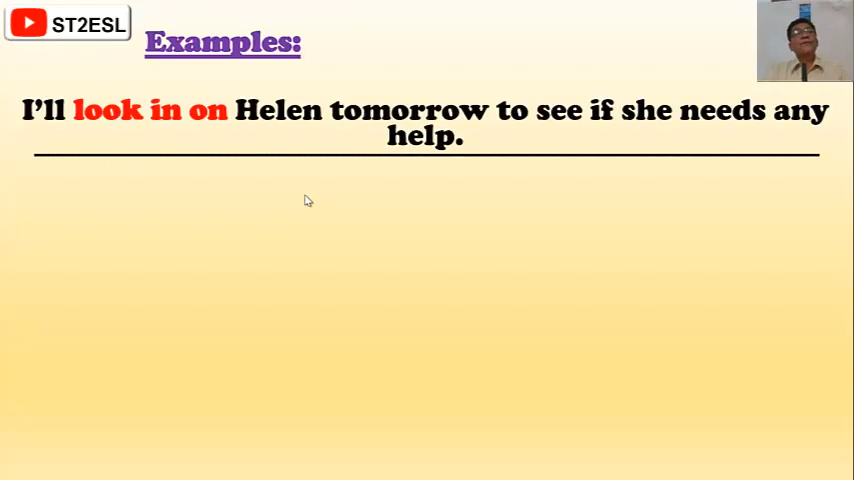 ST2ESL
Examples:
I'll look in on Helen tomorrow to see if she needs any
help.